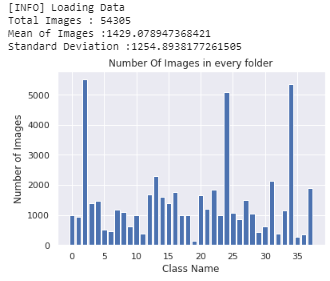 [INFO] Loading Data
Total Images : 54305
Mean of Images :1429.078947368421
Standard Deviation :1254.8938177261505
Number Of Images in every folder
Number of Images
5000
4000
3000
2000
1000
0
0 5 10 15 20 25 30 35
Class Name